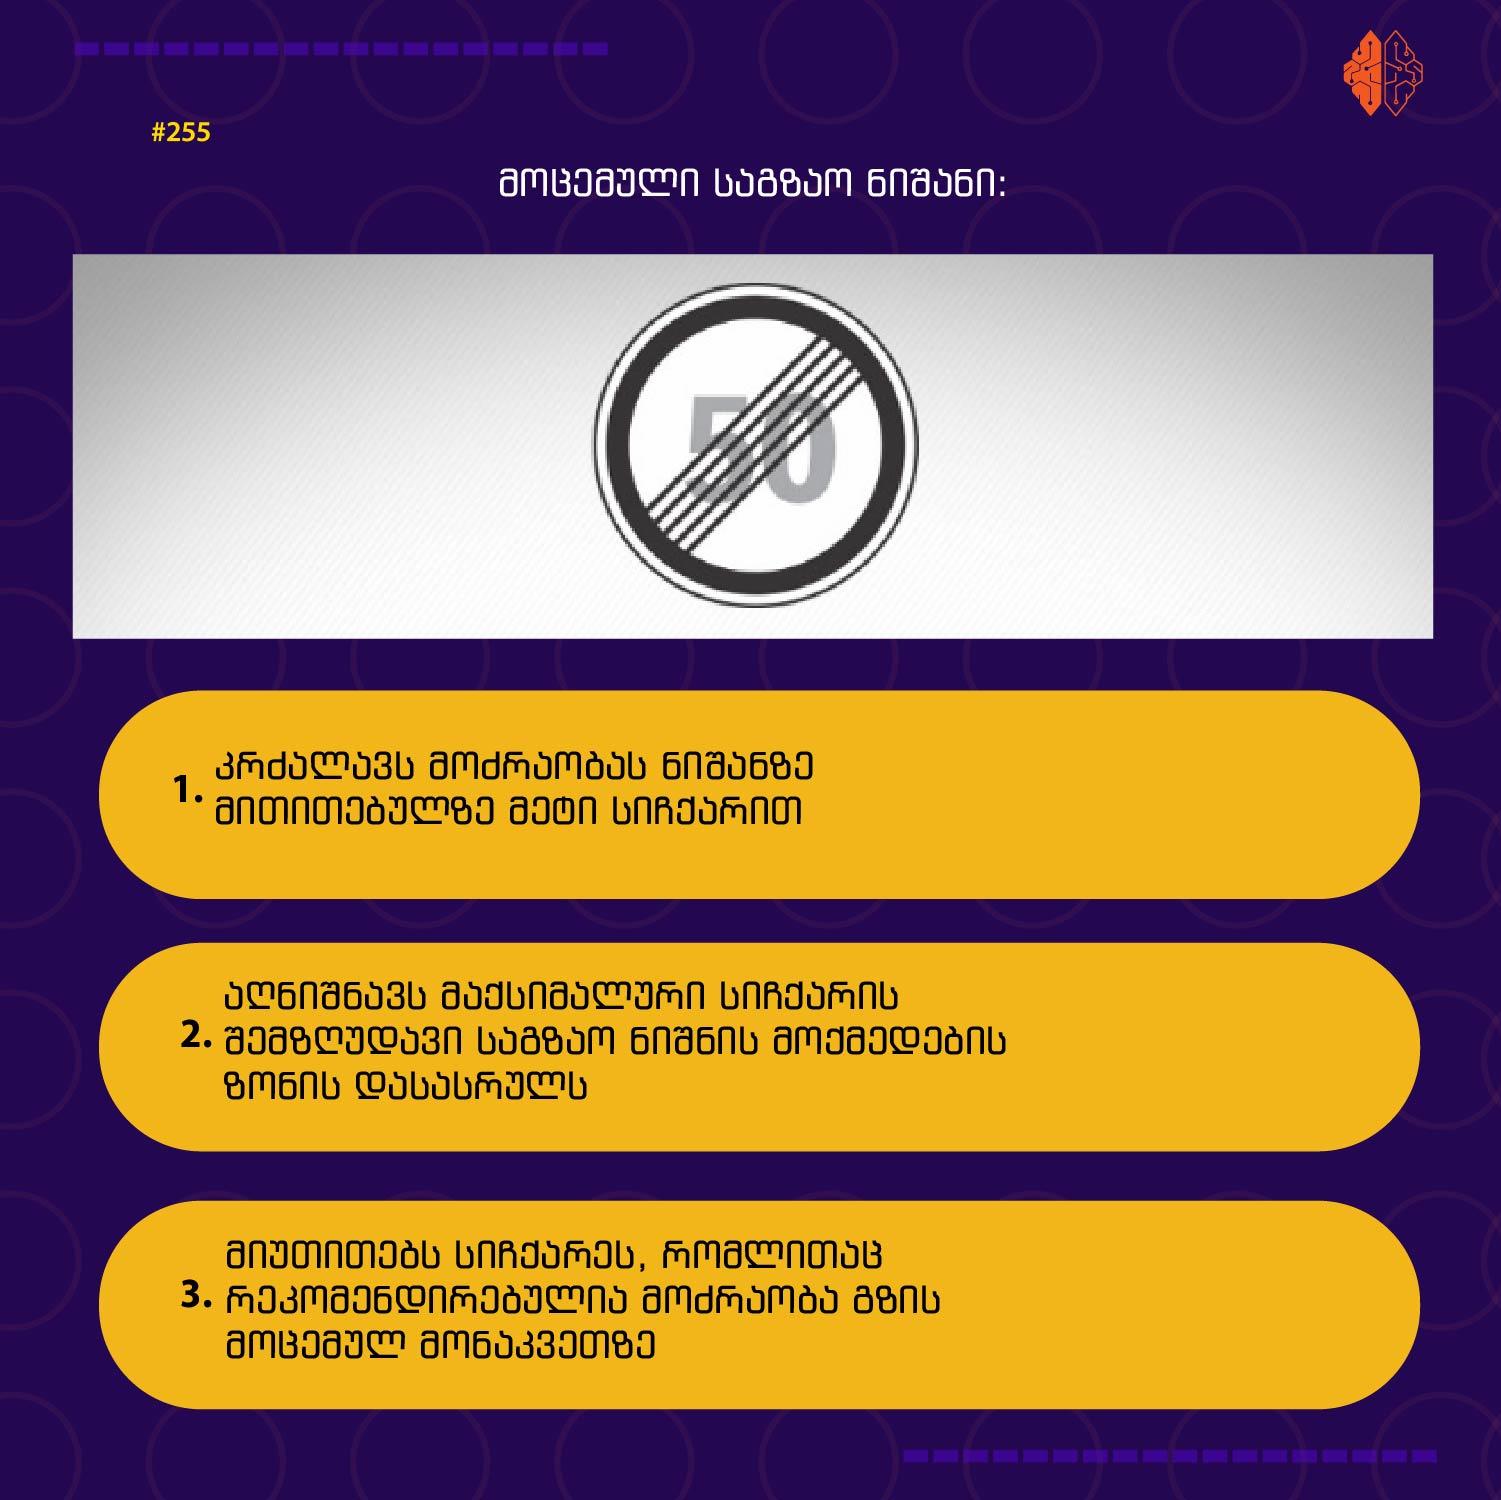 #255
მოცემული საგზაო ნიშანი:
50
1. კრძალავს მოძრაობას ნიშანზე
მითითებულზე მეტი სიჩქარით
აღნიშნავს მაქსიმალური სიჩქარის
2. შემზღუდავი საგზაო ნიშნის მოქმედების
ზონის დასასრულს
მიუთითებს სიჩქარეს, რომლითაც
3. რეკომენდირებულია მოძრაობა გზის
მოცემულ მონაკვეთზე